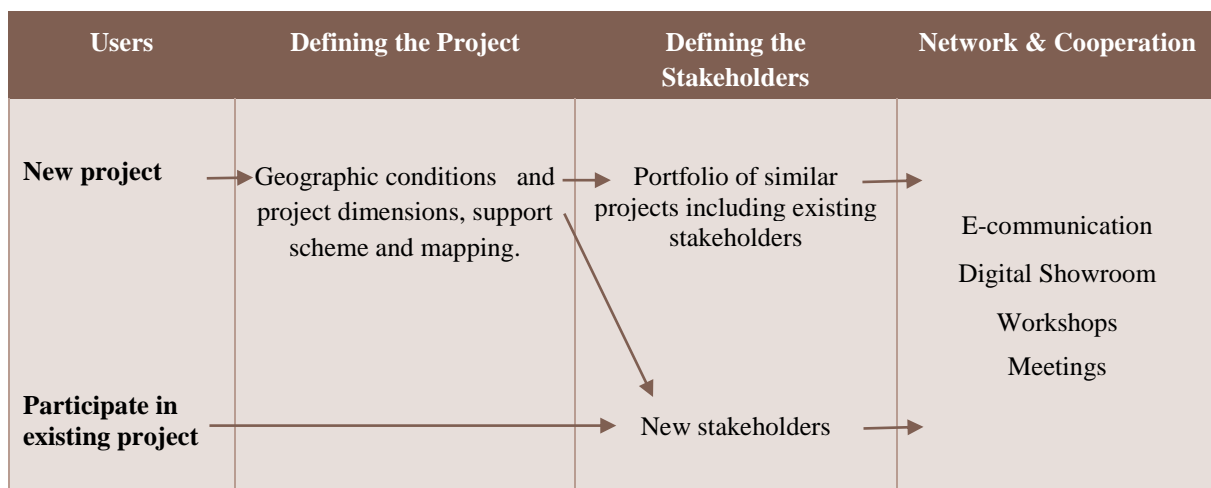 Users
Defining the Project
Defining the
Stakeholders
Network & Cooperation
New project
Geographic conditions and
project dimensions, support
scheme and mapping.
Portfolio of similar
projects including existing
stakeholders
E-communication
Digital Showroom
Workshops
Meetings
Participate in
existing project
New stakeholders